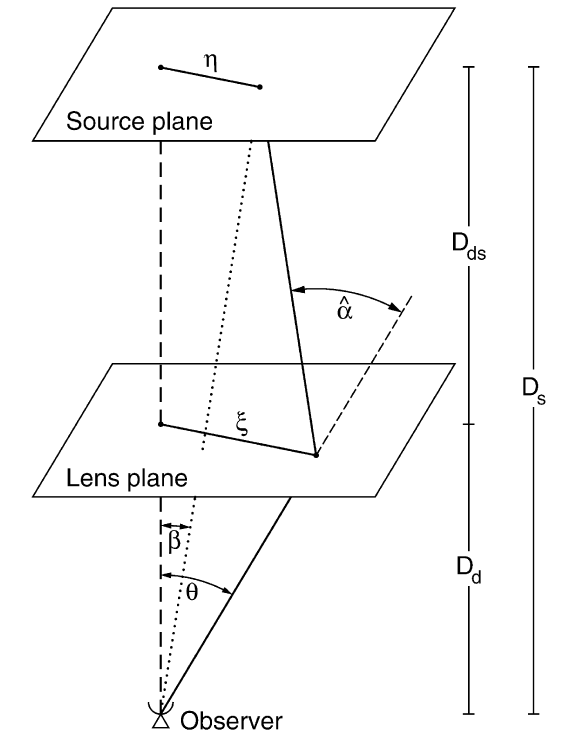 η
Source plane
D_ds
α̂
D_s
ξ
Lens plane
β
D_d
θ
Observer